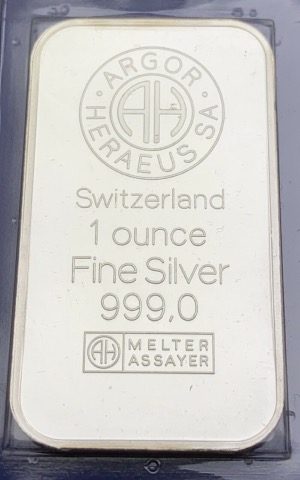 ARGOR
AH
HERAEUS SA
Switzerland
1 ounce
Fine Silver
999,0
AH MELTER
ASSAYER